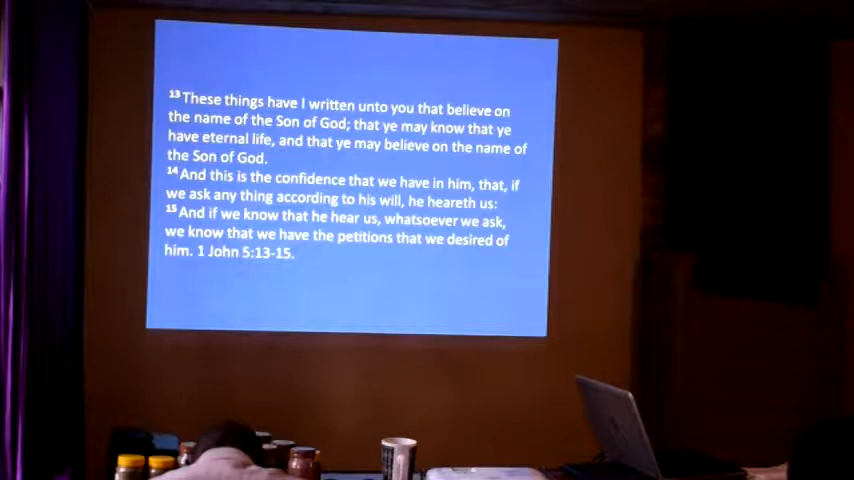 13 These things have I written unto you that believe on
the name of the Son of God; that ye may know that ye
have eternal life, and that ye may believe on the name of
the Son of God.
14 And this is the confidence that we have in him, that, if
we ask any thing according to his will, he heareth us:
15 And if we know that he hear us, whatsoever we ask,
we know that we have the petitions that we desired of
him. 1 John 5:13-15.